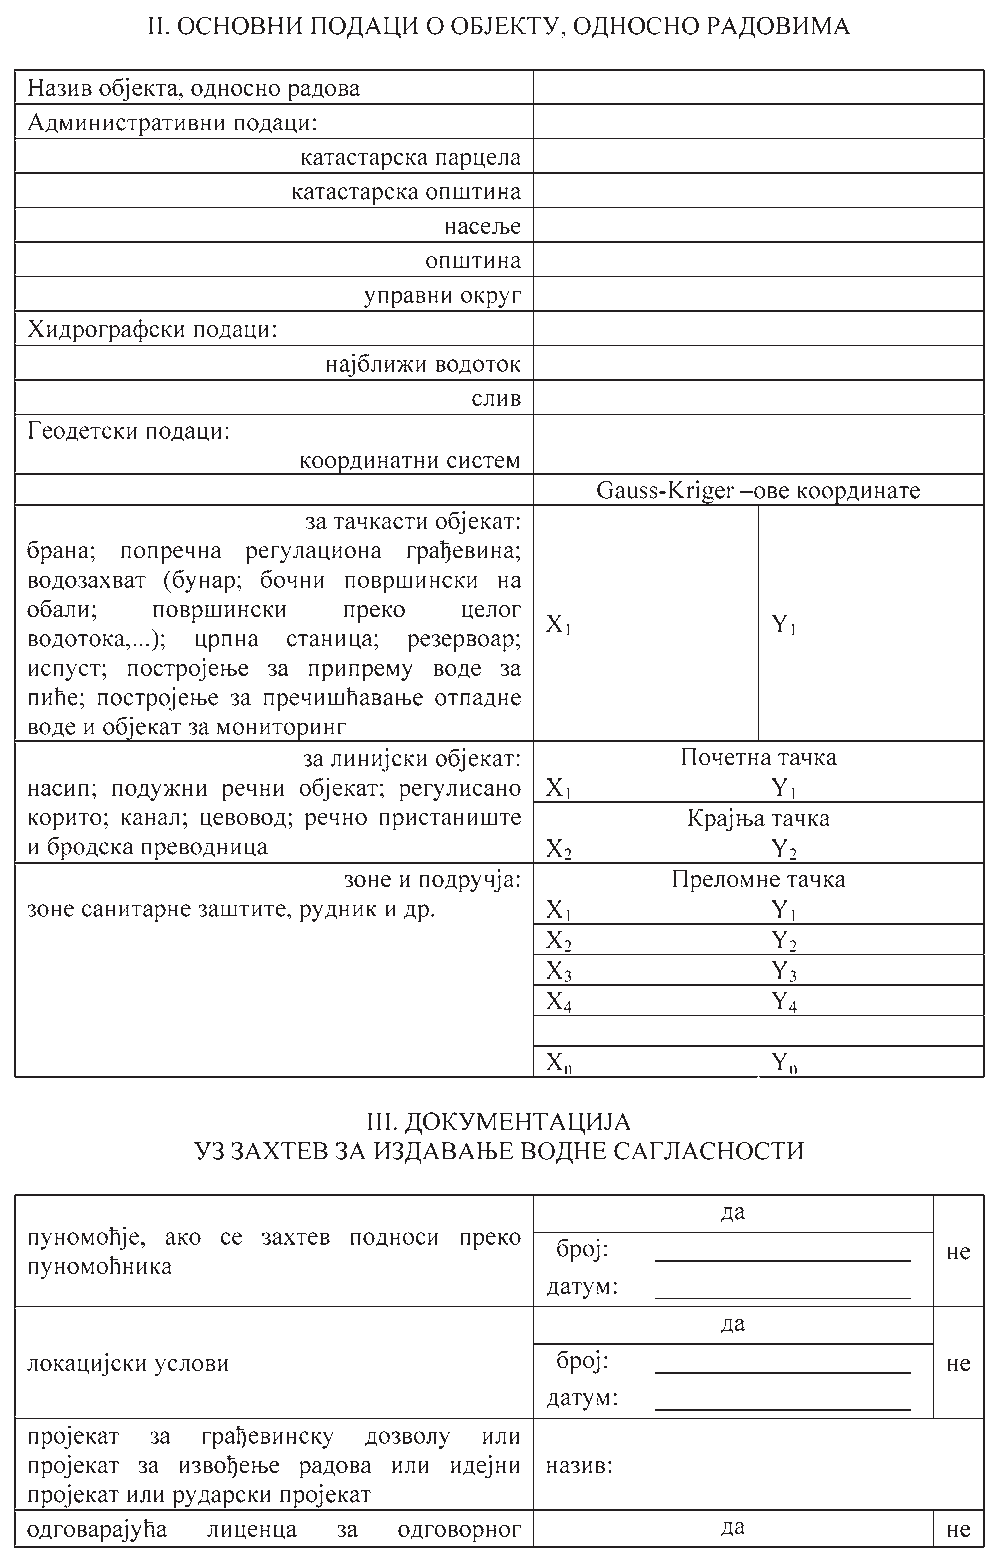 II. ОСНОВНИ ПОДАЦИ О ОБЈЕКТУ, ОДНОСНО РАДОВИМА
Назив објекта, односно радова
Административни подаци:
катастарска парцела
катастарска општина
насеље
општина
управни округ
Хидрографски подаци:
најближи водоток
слив
Геодетски подаци:
координатни систем
Gauss-Kriger –ове координате
за тачкасти објекат:
брана; попречна регулациона грађевина;
водозахват (бунар; бочни површински на
обали; површински преко целог
водотока,...); црпна станица; резервоар;
испуст; постројење за припрему воде за
пиће; постројење за пречишћавање отпадне
воде и објекат за мониторинг
X₁ Y₁
за линијски објекат:
насип; подужни речни објекат; регулисано
корито; канал; цевовод; речно пристаниште
и бродска преводница
Почетна тачка
X₁ Y₁
Крајња тачка
X₂ Y₂
зоне и подручја:
зоне санитарне заштите, рудник и др.
Преломне тачка
X₁ Y₁
X₂ Y₂
X₃ Y₃
X₄ Y₄
Xₙ Yₙ
III. ДОКУМЕНТАЦИЈА
УЗ ЗАХТЕВ ЗА ИЗДАВАЊЕ ВОДНЕ САГЛАСНОСТИ
пуномоћје, ако се захтев подноси преко
пуномоћника
да
број:
датум:
не
локацијски услови
да
број:
датум:
не
пројекат за грађевинску дозволу или
пројекат за извођење радова или идејни
пројекат или рударски пројекат
назив:
одговарајућа лиценца за одговорног
да
не